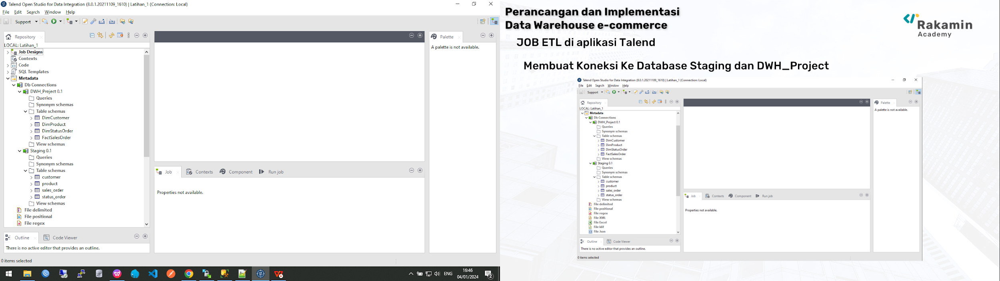 Talend Open Studio for Data Integration (8.0.1.20211109_1610) | Latihan_1 (Connection: Local)
File Edit Search Window Help
Support
Repository
LOCAL: Latihan_1
Job Designs
Contexts
Code
SQL Templates
Metadata
Db Connections
DWH_Project 0.1
Queries
Synonym schemas
Table schemas
DimCustomer
DimProduct
DimStatusOrder
FactSalesOrder
View schemas
Staging 0.1
Queries
Synonym schemas
Table schemas
customer
product
sales_order
status_order
View schemas
File delimited
File positional
File regex
Outline Code Viewer
There is no active editor that provides an outline.
0 items selected
Job Contexts Component Run job
Properties not available.
Palette
A palette is not available.
ENG
16:46
04/01/2024
2
Perancangan dan Implementasi
Data Warehouse e-commerce
JOB ETL di aplikasi Talend
Membuat Koneksi Ke Database Staging dan DWH_Project
Rakamin
Academy
Talend Open Studio for Data Integration (8.0.1.20211109_1610) | Latihan_1 (Connection: Local)
File Edit Search Window Help
Support
Repository
LOCAL: Latihan_1
Metadata
Db Connections
DWH_Project 0.1
Queries
Synonym schemas
Table schemas
DimCustomer
DimProduct
DimStatusOrder
FactSalesOrder
View schemas
Staging 0.1
Queries
Synonym schemas
Table schemas
customer
product
sales_order
status_order
View schemas
File delimited
File positional
File regex
File XML
File Excel
File ldif
File Json
Outline Code Viewer
There is no active editor that provides an outline.
0 items selected
Job Contexts Component Run job
Properties not available.
Palette
A palette is not available.